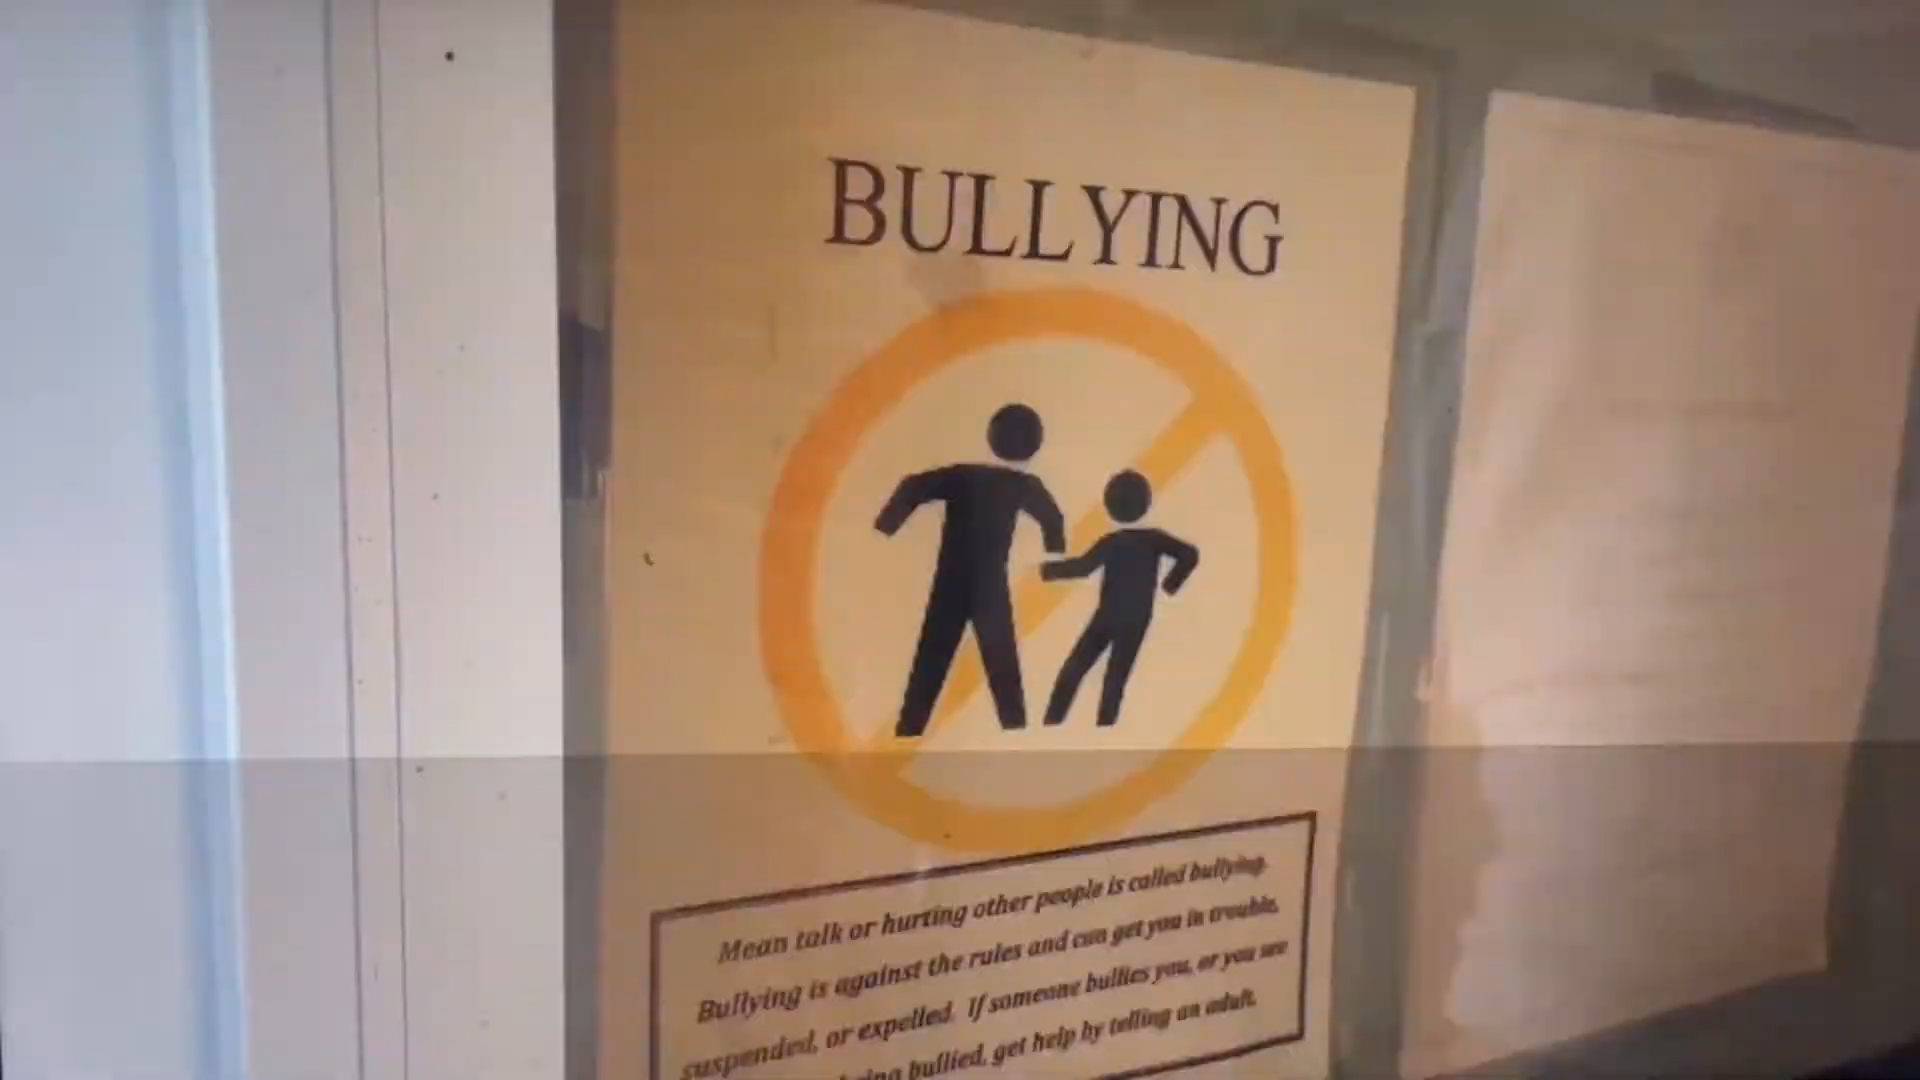 BULLYING
Mean talk or hurting other people is called bullying.
Bullying is against the rules and can get you in trouble,
suspended, or expelled. If someone bullies you, or you see
being bullied, get help by telling an adult.